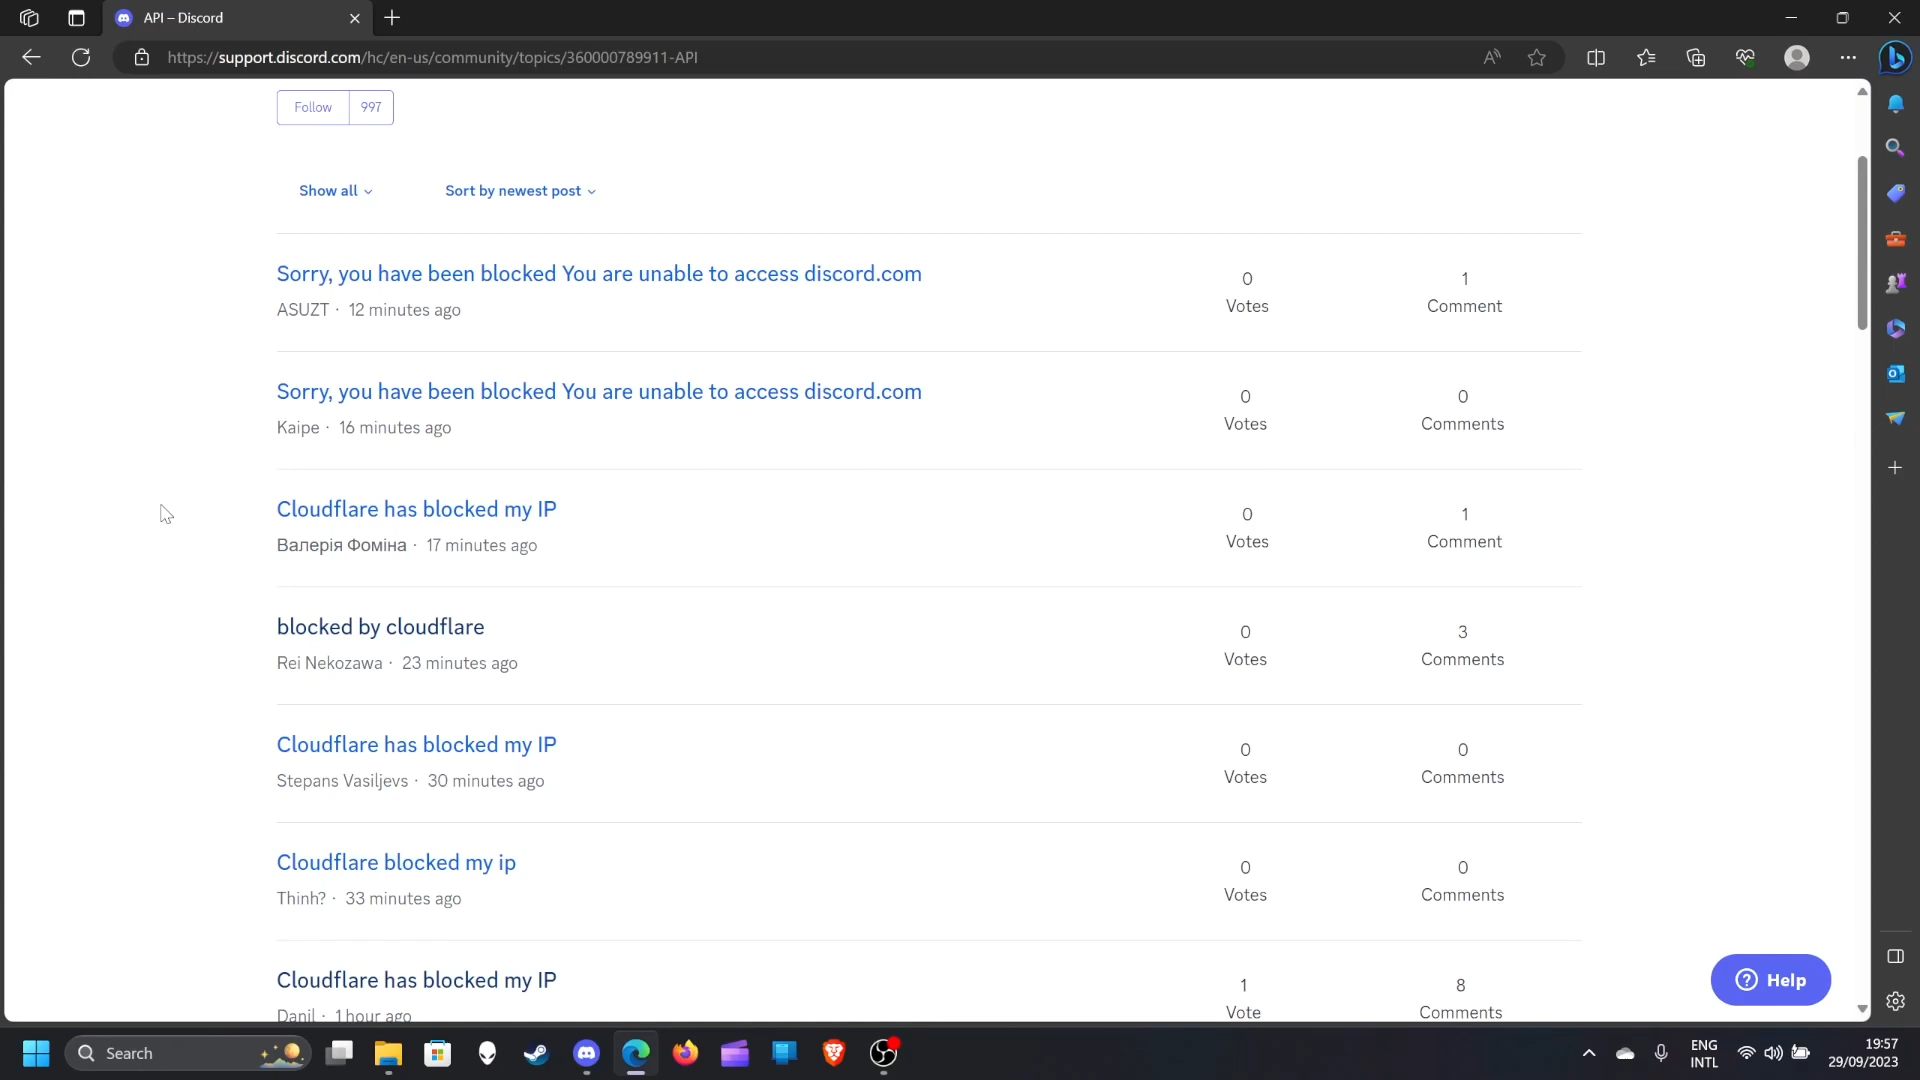 API – Discord
https://support.discord.com/hc/en-us/community/topics/360000789911-API
Follow 997
Show all Sort by newest post
Sorry, you have been blocked You are unable to access discord.com
ASUZT · 12 minutes ago
0
Votes
1
Comment
Sorry, you have been blocked You are unable to access discord.com
Kaipe · 16 minutes ago
0
Votes
0
Comments
Cloudflare has blocked my IP
Валерія Фоміна · 17 minutes ago
0
Votes
1
Comment
blocked by cloudflare
Rei Nekozawa · 23 minutes ago
0
Votes
3
Comments
Cloudflare has blocked my IP
Stepans Vasiljevs · 30 minutes ago
0
Votes
0
Comments
Cloudflare blocked my ip
Thinh? · 33 minutes ago
0
Votes
0
Comments
Cloudflare has blocked my IP
Danil · 1 hour ago
1
Vote
8
Comments
Help
Search
ENG
INTL
19:57
29/09/2023